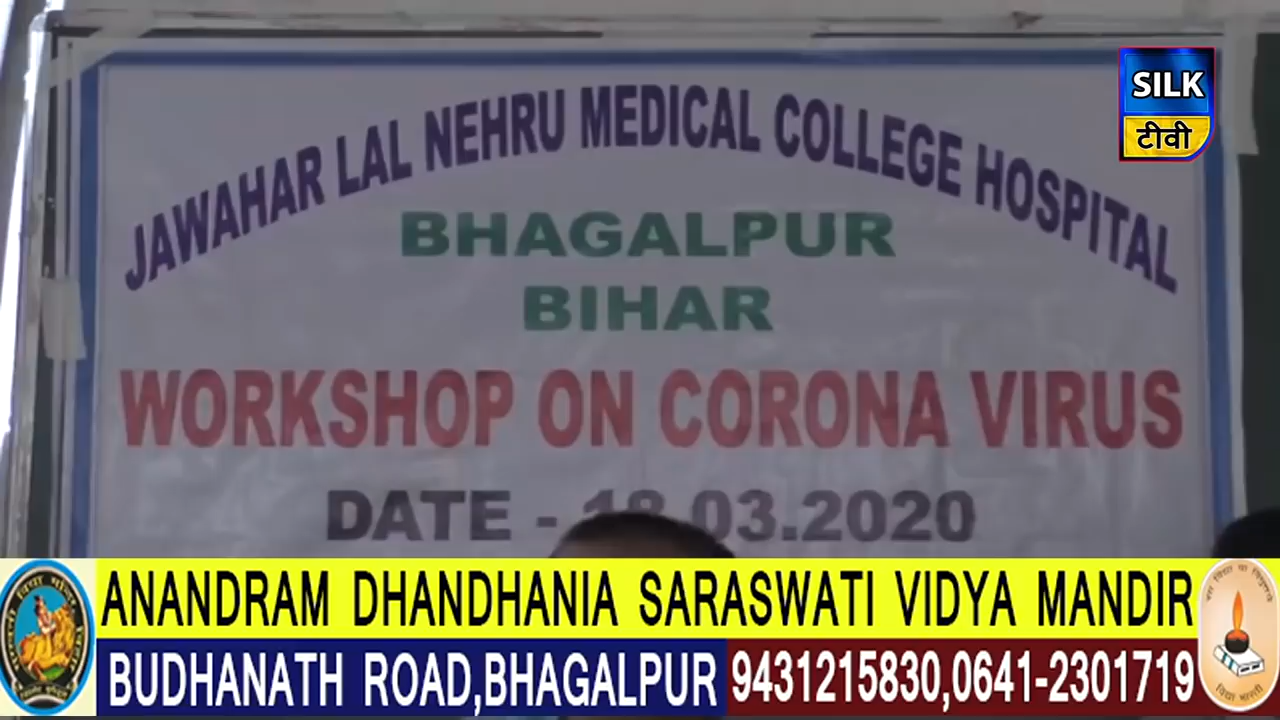 JAWAHAR LAL NEHRU MEDICAL COLLEGE HOSPITAL
BHAGALPUR
BIHAR
WORKSHOP ON CORONA VIRUS
DATE - 18.03.2020
SILK
टीवी
ANANDRAM DHANDHANIA SARASWATI VIDYA MANDIR
BUDHANATH ROAD,BHAGALPUR
9431215830,0641-2301719